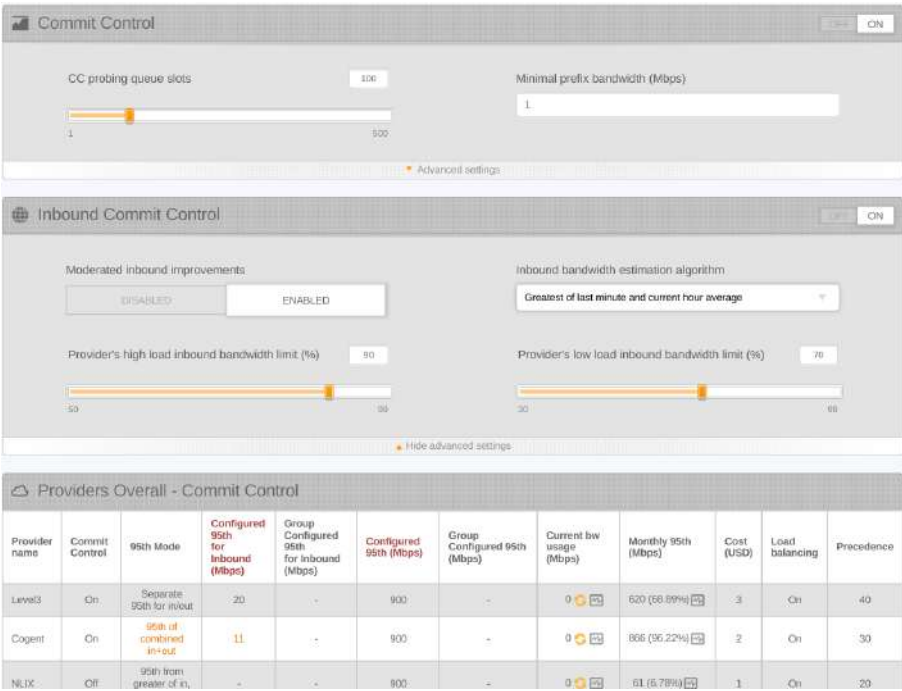 Commit Control
OFF ON
CC probing queue slots 100 Minimal prefix bandwidth (Mbps)
1
1 500
Advanced settings
Inbound Commit Control
OFF ON
Moderated inbound improvements Inbound bandwidth estimation algorithm
DISABLED ENABLED Greatest of last minute and current hour average
Provider's high load inbound bandwidth limit (%) 90 Provider's low load inbound bandwidth limit (%) 70
50 30
Hide advanced settings
Providers Overall - Commit Control
Provider name Commit Control 95th Mode Configured 95th for Inbound (Mbps) Group Configured 95th for Inbound (Mbps) Configured 95th (Mbps) Group Configured 95th (Mbps) Current bw usage (Mbps) Monthly 95th (Mbps) Cost (USD) Load balancing Precedence
Level3 On Separate 95th for in/out 20 - 900 - 0 620 (68.89%) 3 On 40
Cogent On 95th of combined in+out 11 - 900 - 0 866 (96.22%) 2 On 30
NLIX Off 95th from greater of in, - - 900 - 0 61 (6.78%) 1 On 20